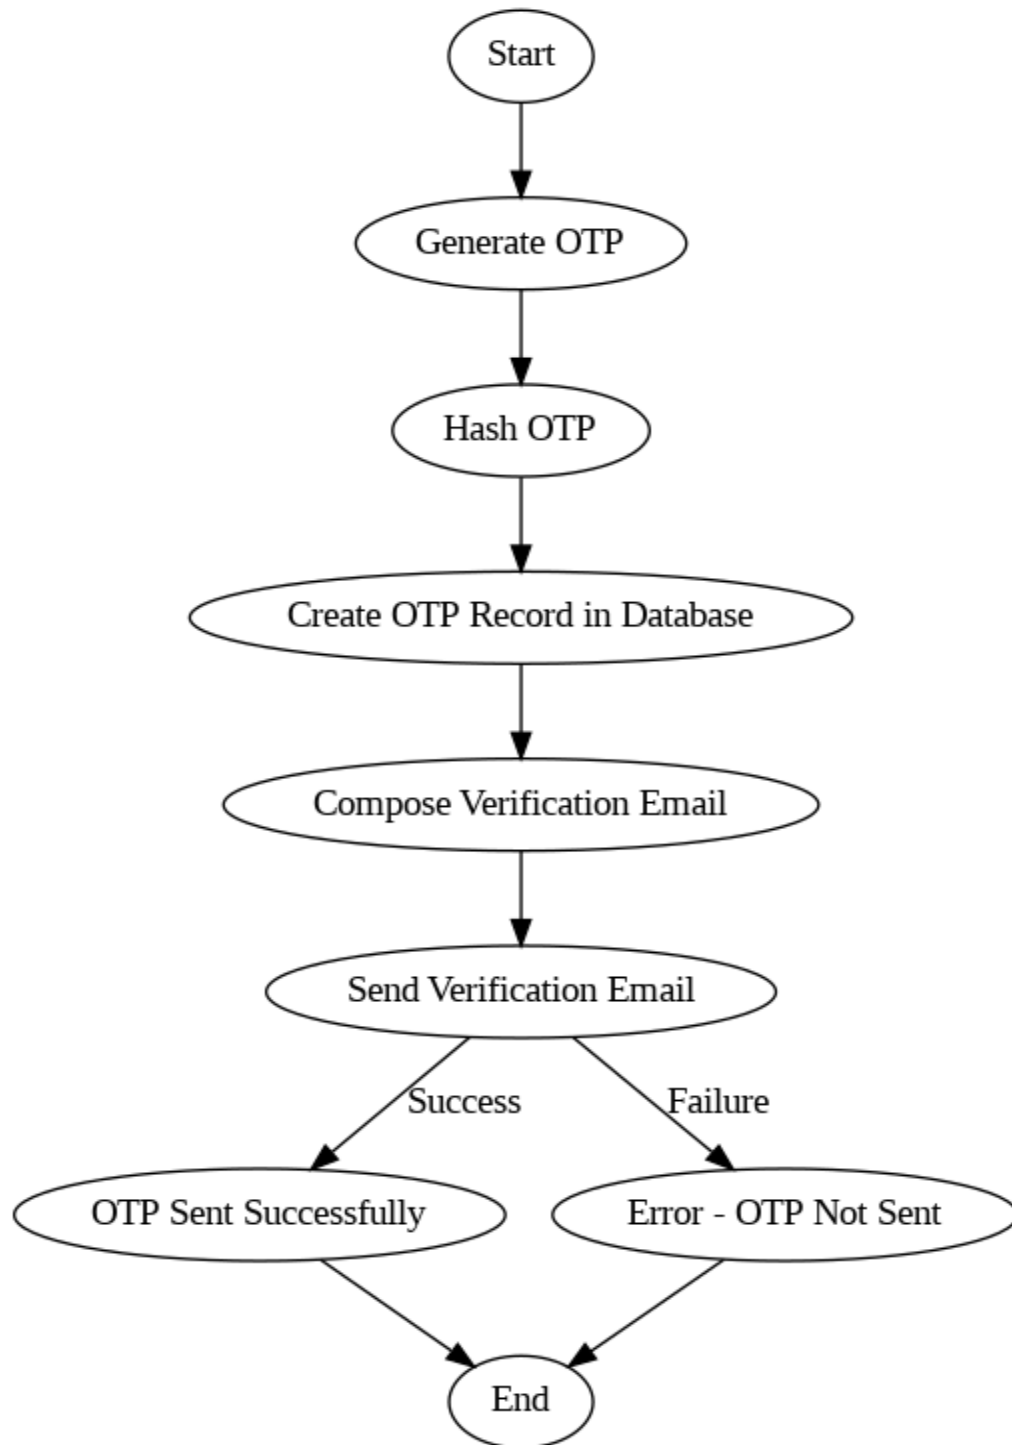 Start
Generate OTP
Hash OTP
Create OTP Record in Database
Compose Verification Email
Send Verification Email
Success
Failure
OTP Sent Successfully
Error - OTP Not Sent
End